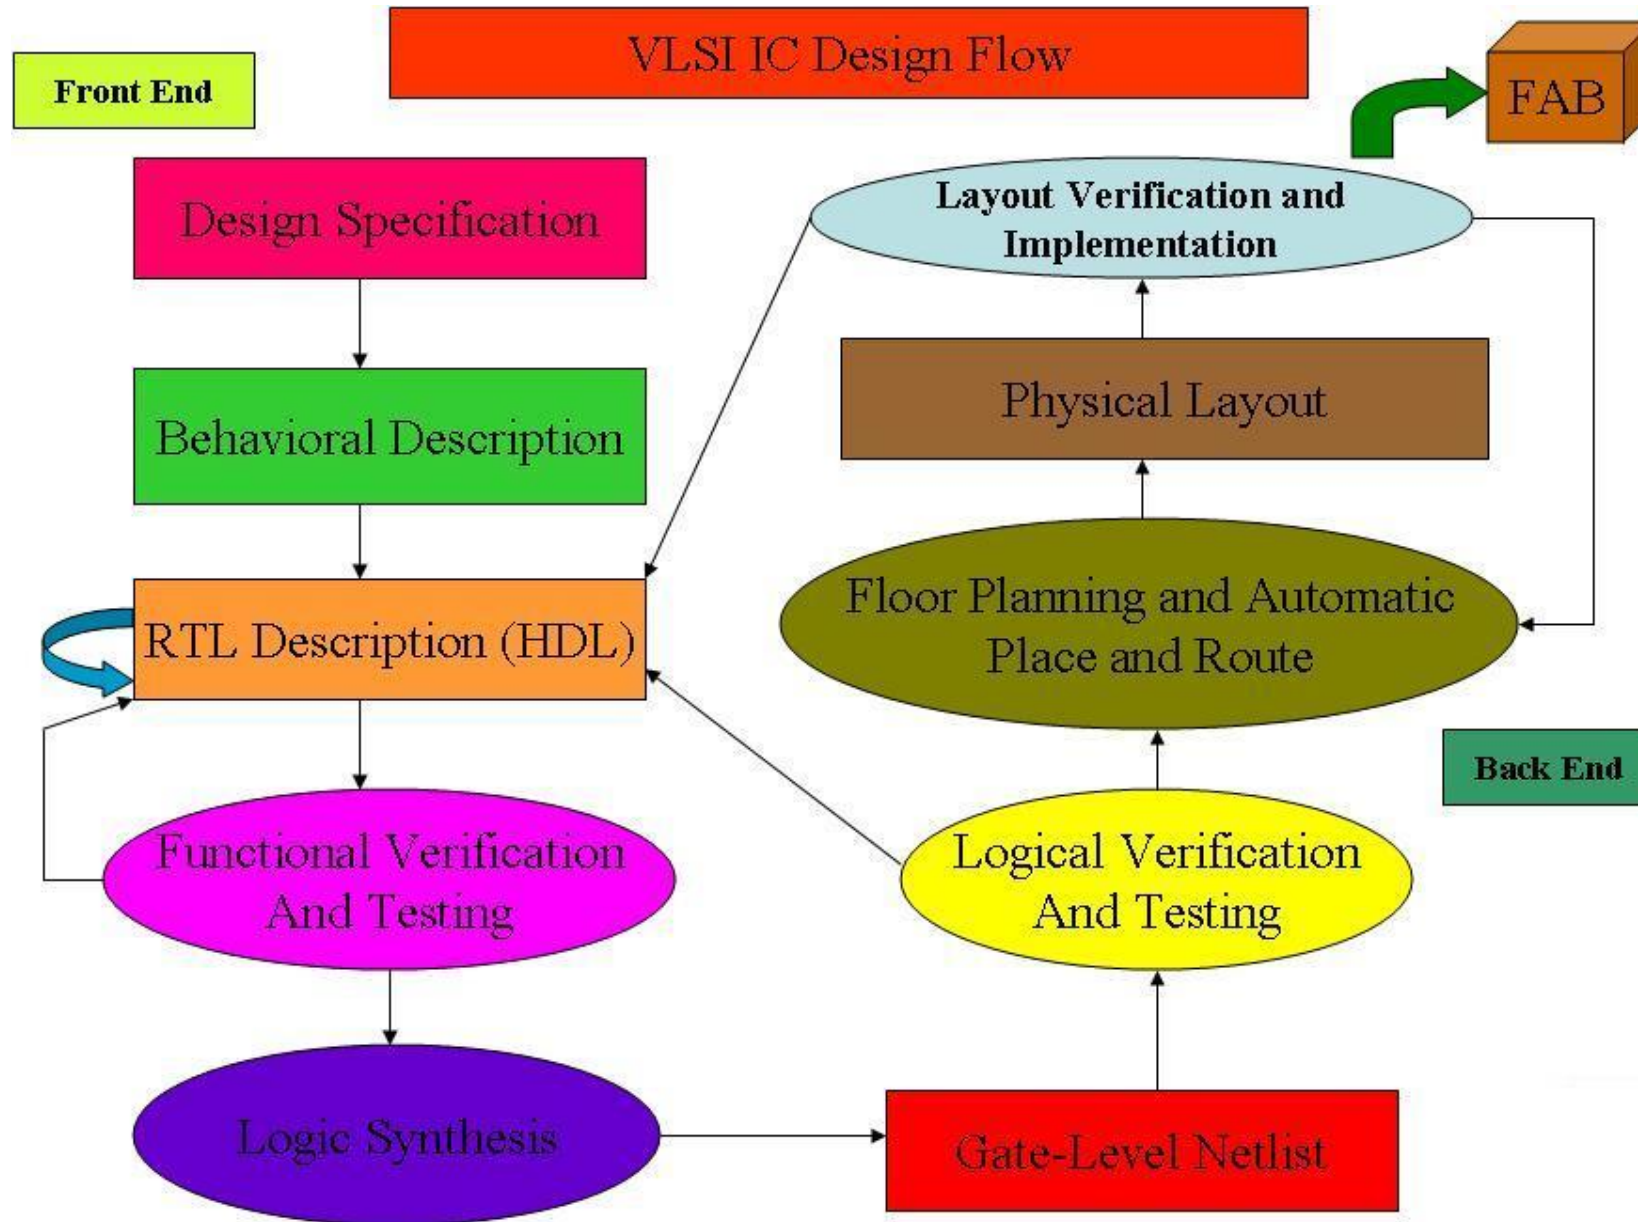 VLSI IC Design Flow
Front End
FAB
Design Specification
Behavioral Description
RTL Description (HDL)
Functional Verification
And Testing
Logic Synthesis
Layout Verification and
Implementation
Physical Layout
Floor Planning and Automatic
Place and Route
Back End
Logical Verification
And Testing
Gate-Level Netlist